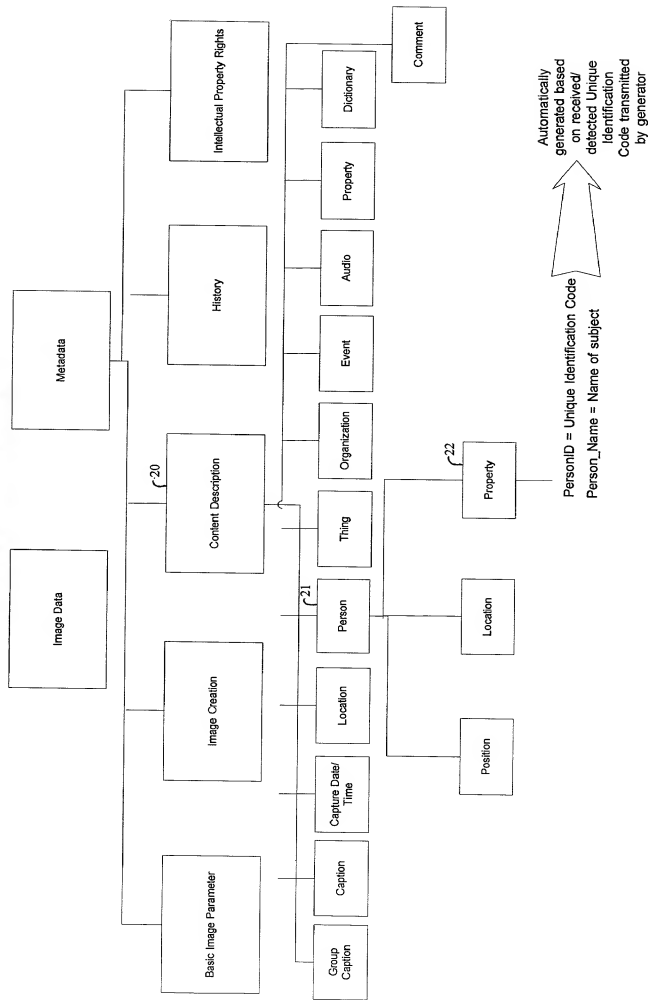 Image Data
Metadata
Basic Image Parameter
Image Creation
20
Content Description
History
Intellectual Property Rights
Group
Caption
Caption
Capture Date/
Time
Location
21
Person
Thing
Organization
Event
Audio
Property
Dictionary
Comment
Position
Location
22
Property
PersonID = Unique Identification Code
Person_Name = Name of subject
Automatically
generated based
on received/
detected Unique
Identification
Code transmitted
by generator